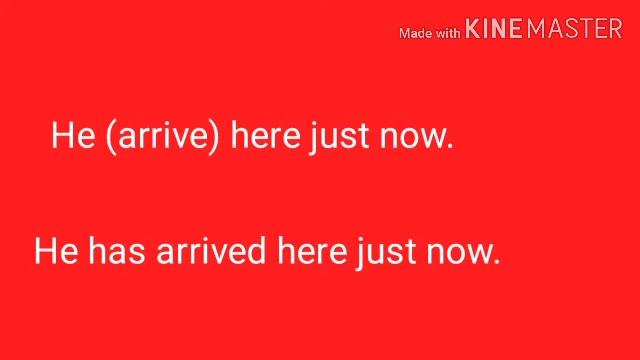 Made with KINEMASTER
He (arrive) here just now.
He has arrived here just now.